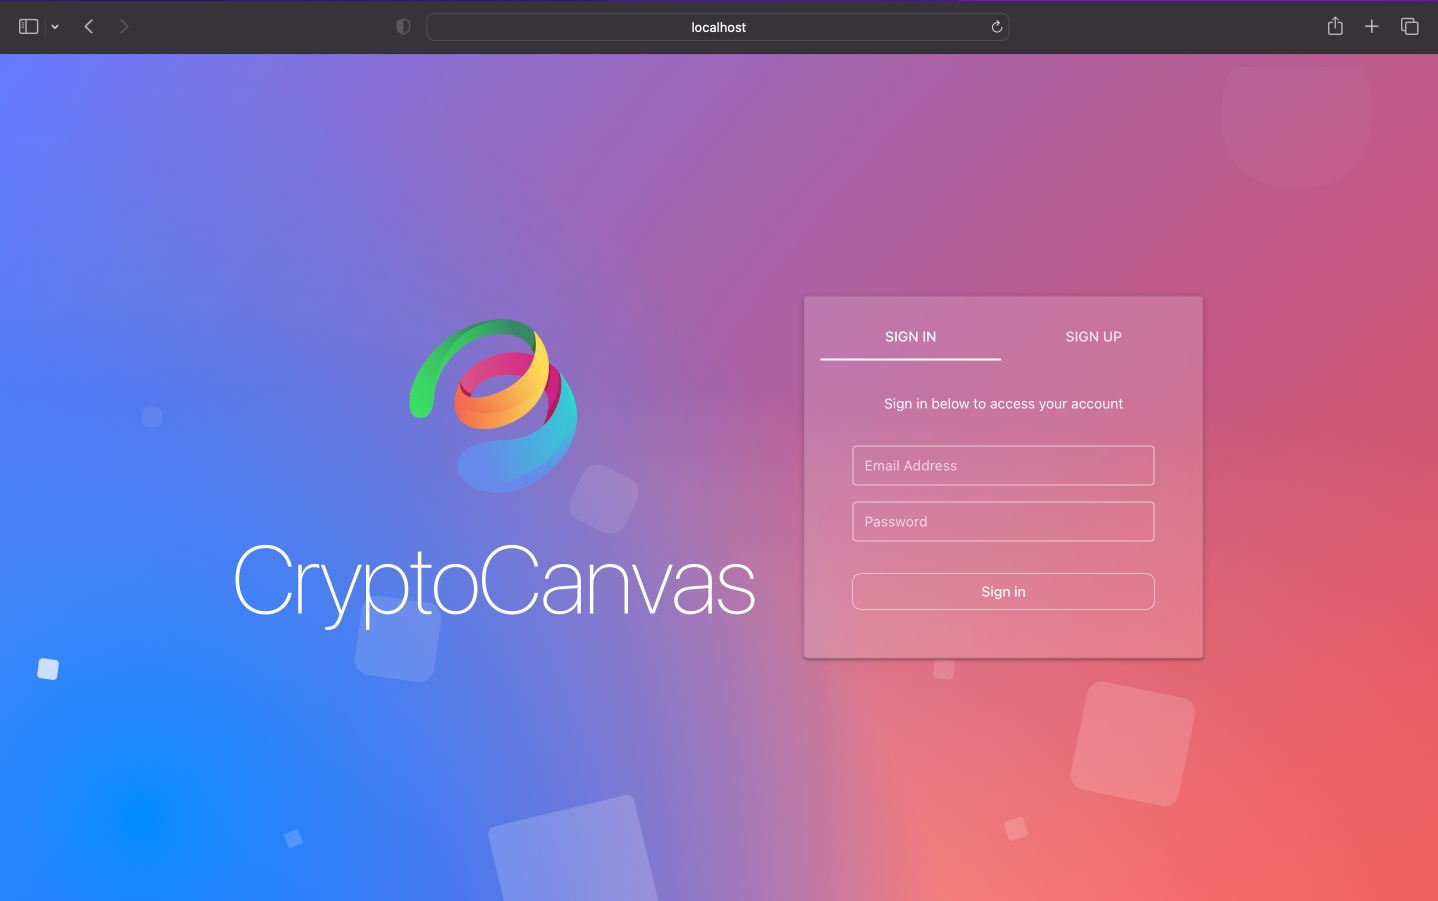 localhost
CryptoCanvas
SIGN IN SIGN UP
Sign in below to access your account
Email Address
Password
Sign in